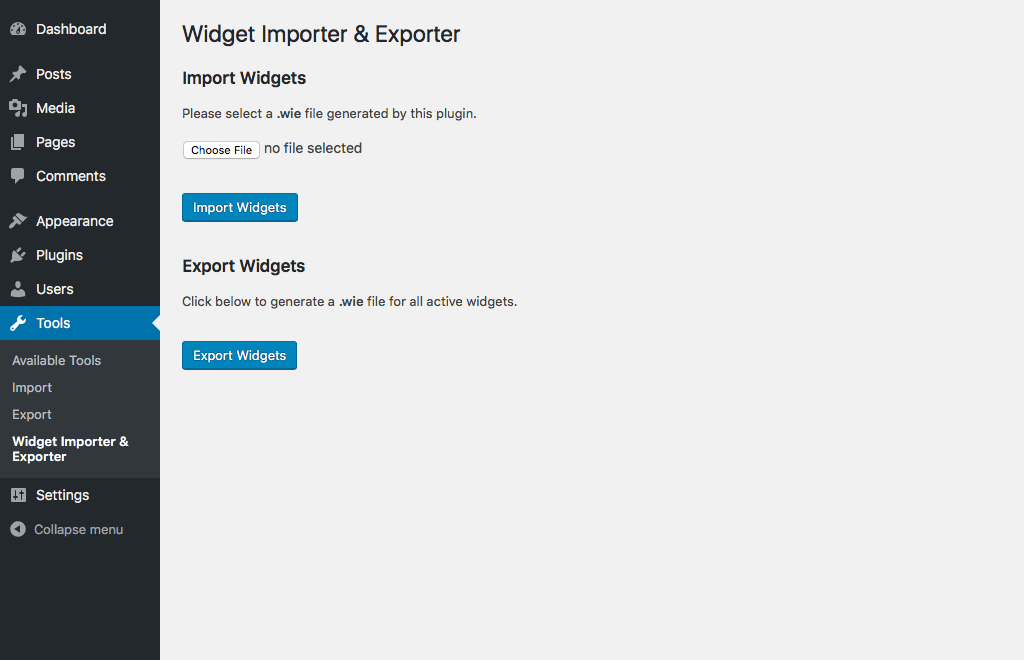 Dashboard
Posts
Media
Pages
Comments
Appearance
Plugins
Users
Tools
Available Tools
Import
Export
Widget Importer &
Exporter
Settings
Collapse menu
Widget Importer & Exporter
Import Widgets
Please select a .wie file generated by this plugin.
Choose File no file selected
Import Widgets
Export Widgets
Click below to generate a .wie file for all active widgets.
Export Widgets